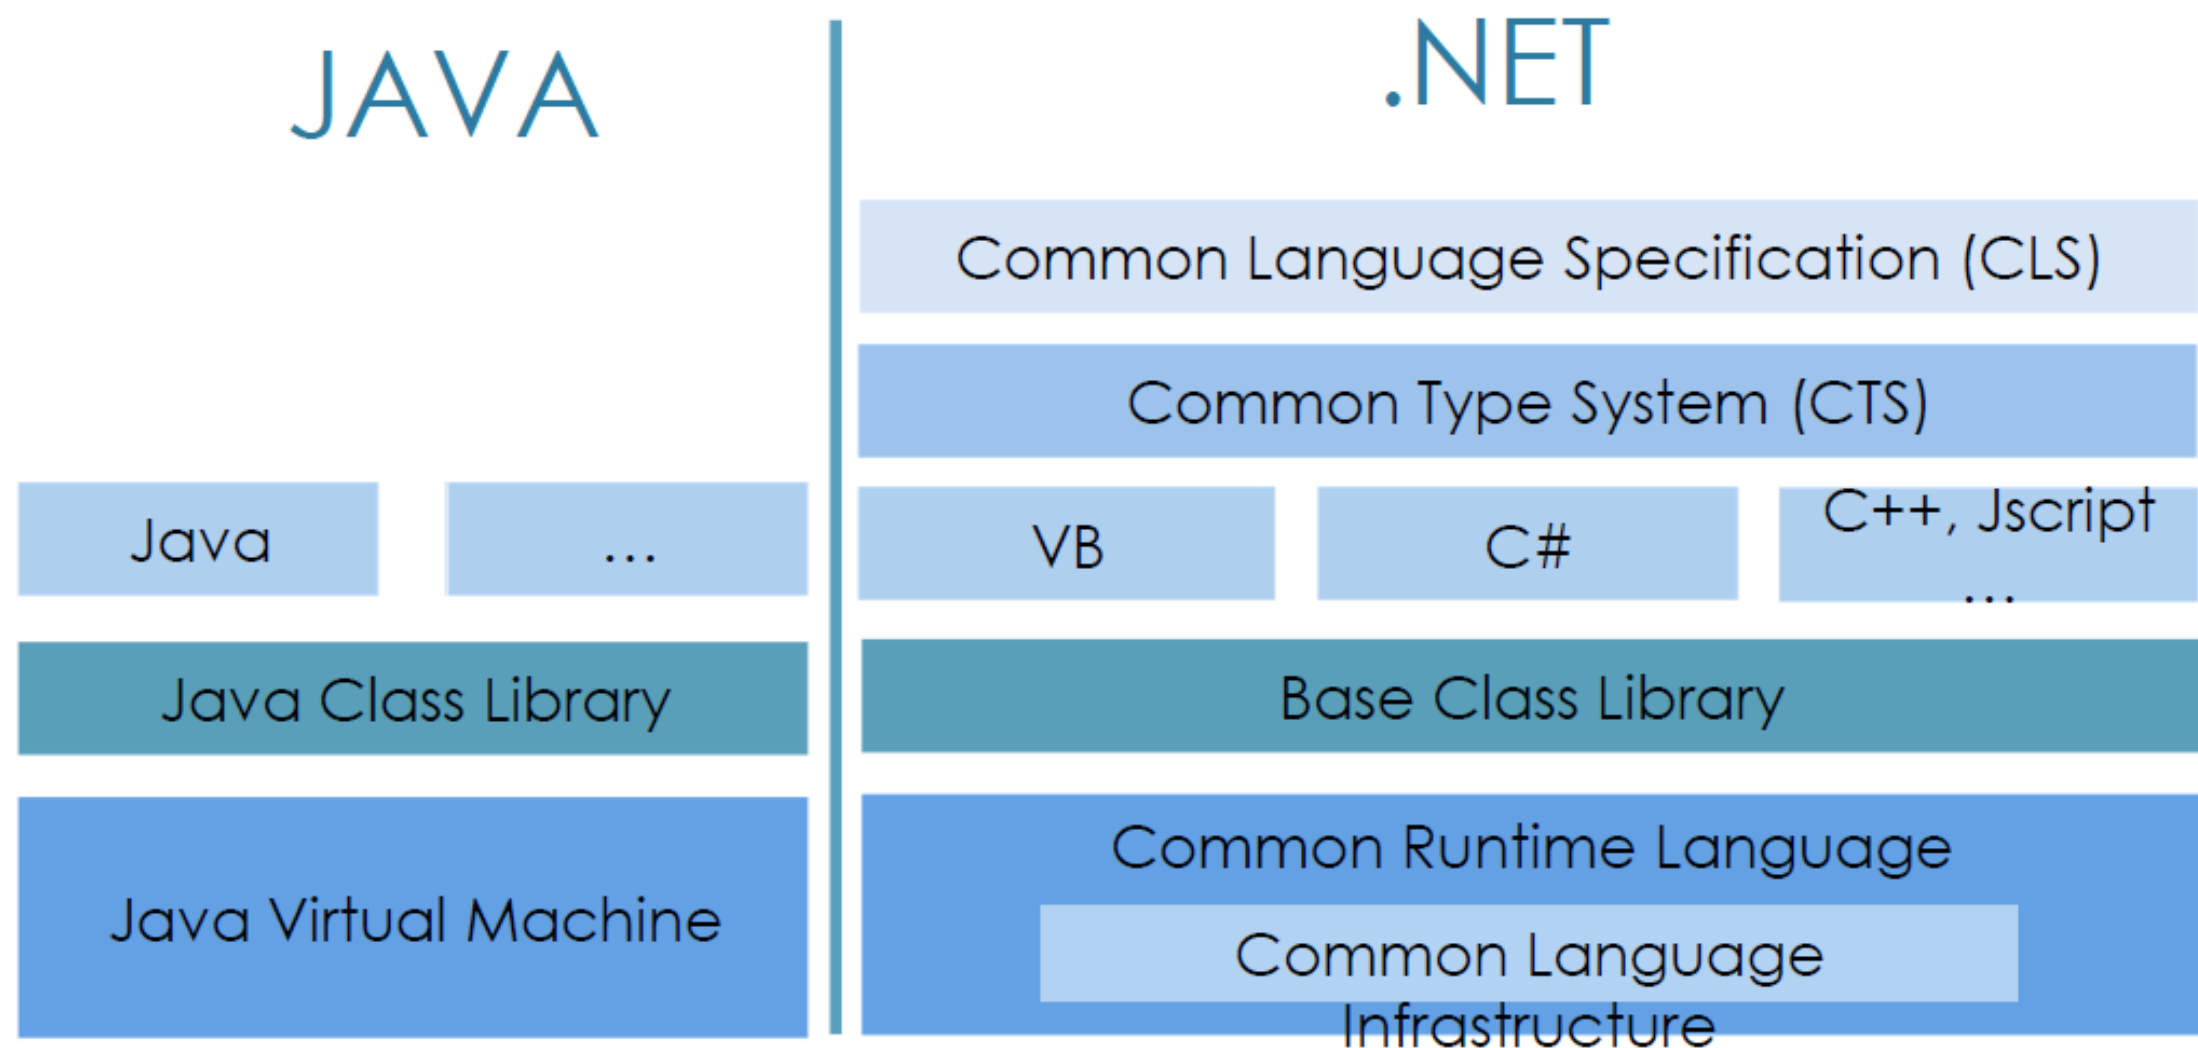 JAVA
Java
...
Java Class Library
Java Virtual Machine
.NET
Common Language Specification (CLS)
Common Type System (CTS)
VB
C#
C++, Jscript
...
Base Class Library
Common Runtime Language
Common Language
Infrastructure